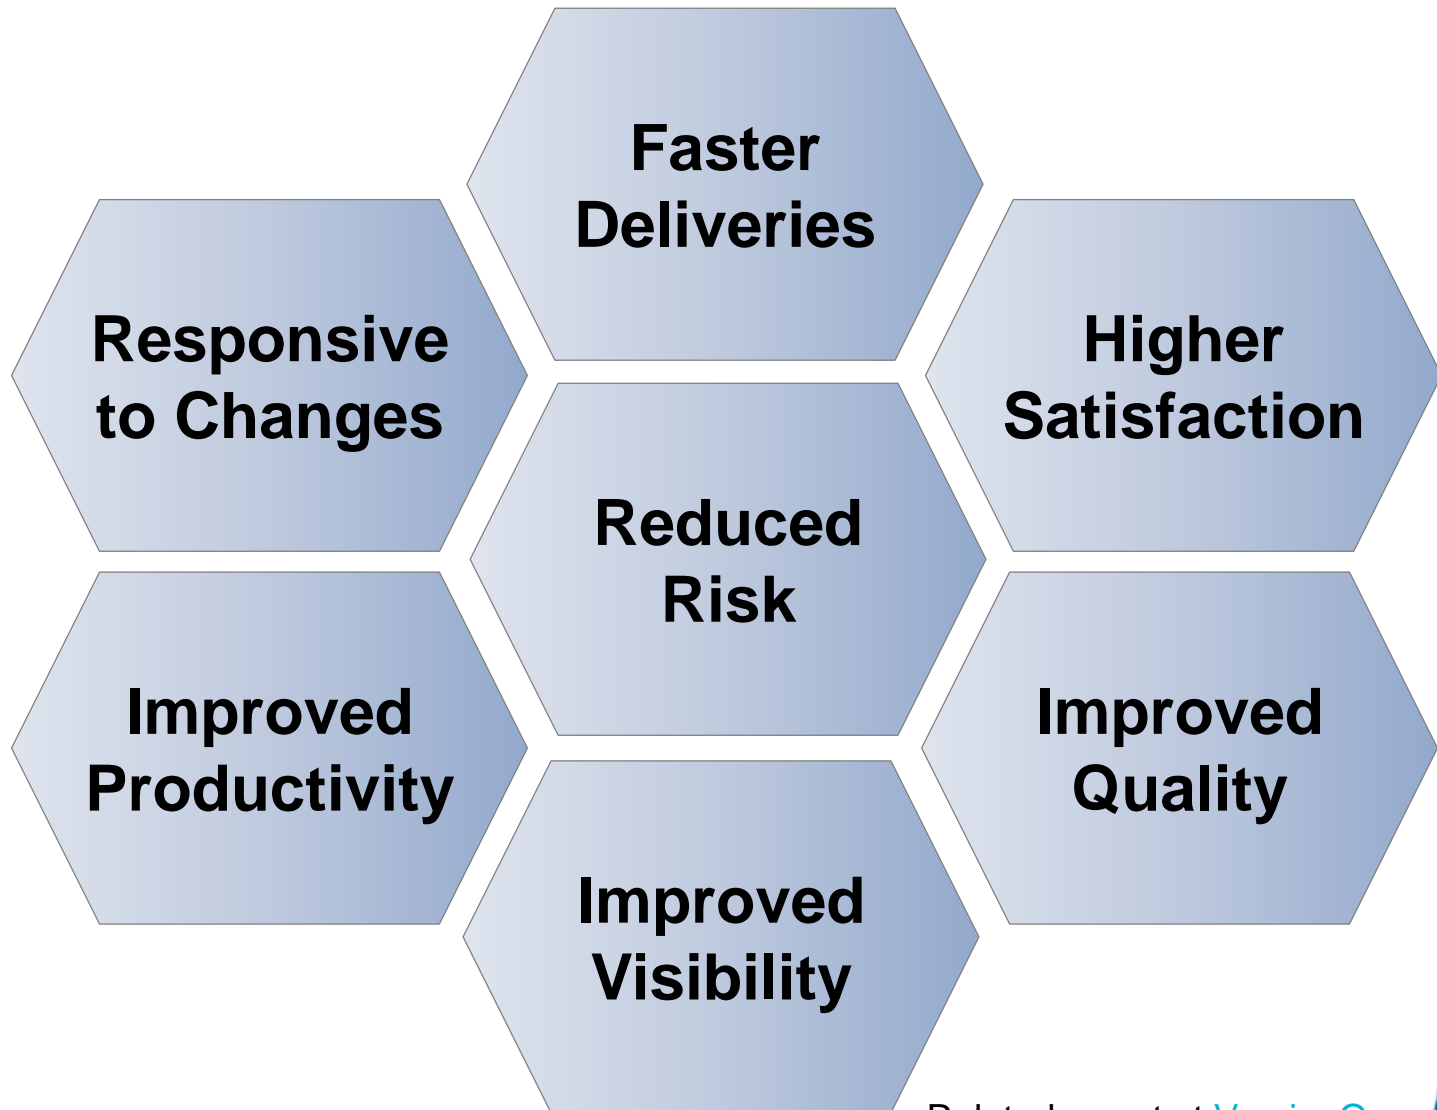 Faster
Deliveries
Responsive
to Changes
Higher
Satisfaction
Reduced
Risk
Improved
Productivity
Improved
Quality
Improved
Visibility